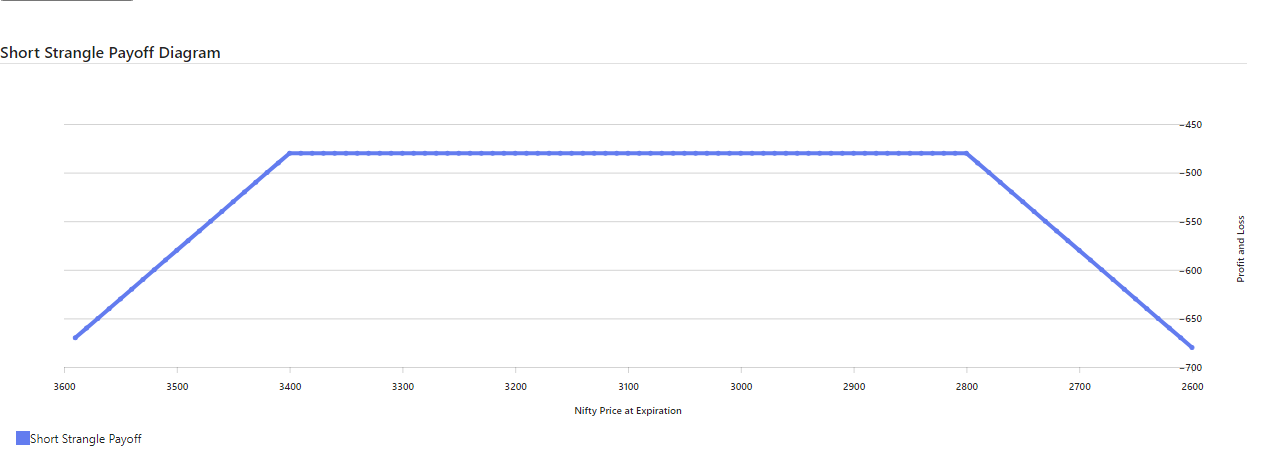 Short Strangle Payoff Diagram
-450
-500
-550
-600
-650
-700
Profit and Loss
3600 3500 3400 3300 3200 3100 3000 2900 2800 2700 2600
Nifty Price at Expiration
Short Strangle Payoff